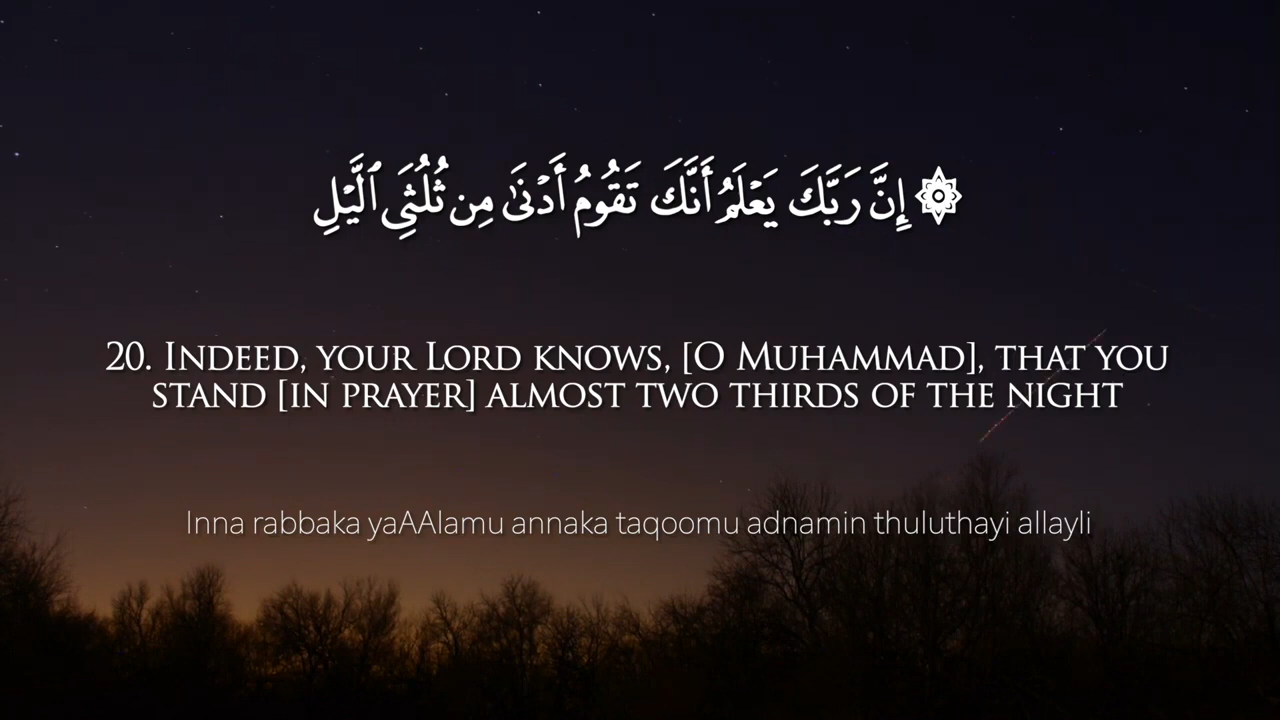 ۞ إِنَّ رَبَّكَ يَعْلَمُ أَنَّكَ تَقُومُ أَدْنَىٰ مِن ثُلُثَىِ ٱلَّيْلِ
20. Indeed, your Lord knows, [O Muhammad], that you
stand [in prayer] almost two thirds of the night
Inna rabbaka yaAAlamu annaka taqoomu adnamin thuluthayi allayli